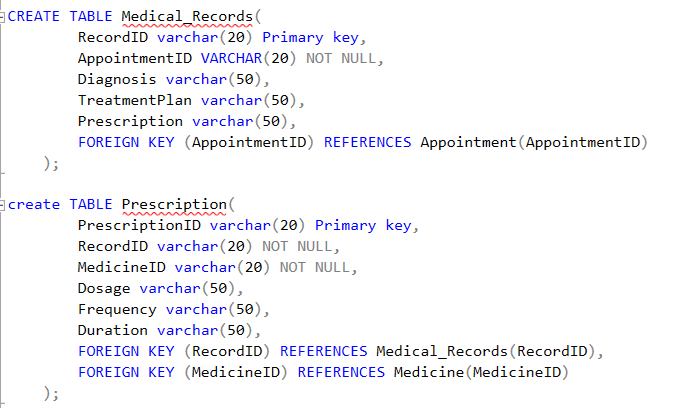 CREATE TABLE Medical_Records(
RecordID varchar(20) Primary key,
AppointmentID VARCHAR(20) NOT NULL,
Diagnosis varchar(50),
TreatmentPlan varchar(50),
Prescription varchar(50),
FOREIGN KEY (AppointmentID) REFERENCES Appointment(AppointmentID)
);
create TABLE Prescription(
PrescriptionID varchar(20) Primary key,
RecordID varchar(20) NOT NULL,
MedicineID varchar(20) NOT NULL,
Dosage varchar(50),
Frequency varchar(50),
Duration varchar(50),
FOREIGN KEY (RecordID) REFERENCES Medical_Records(RecordID),
FOREIGN KEY (MedicineID) REFERENCES Medicine(MedicineID)
);